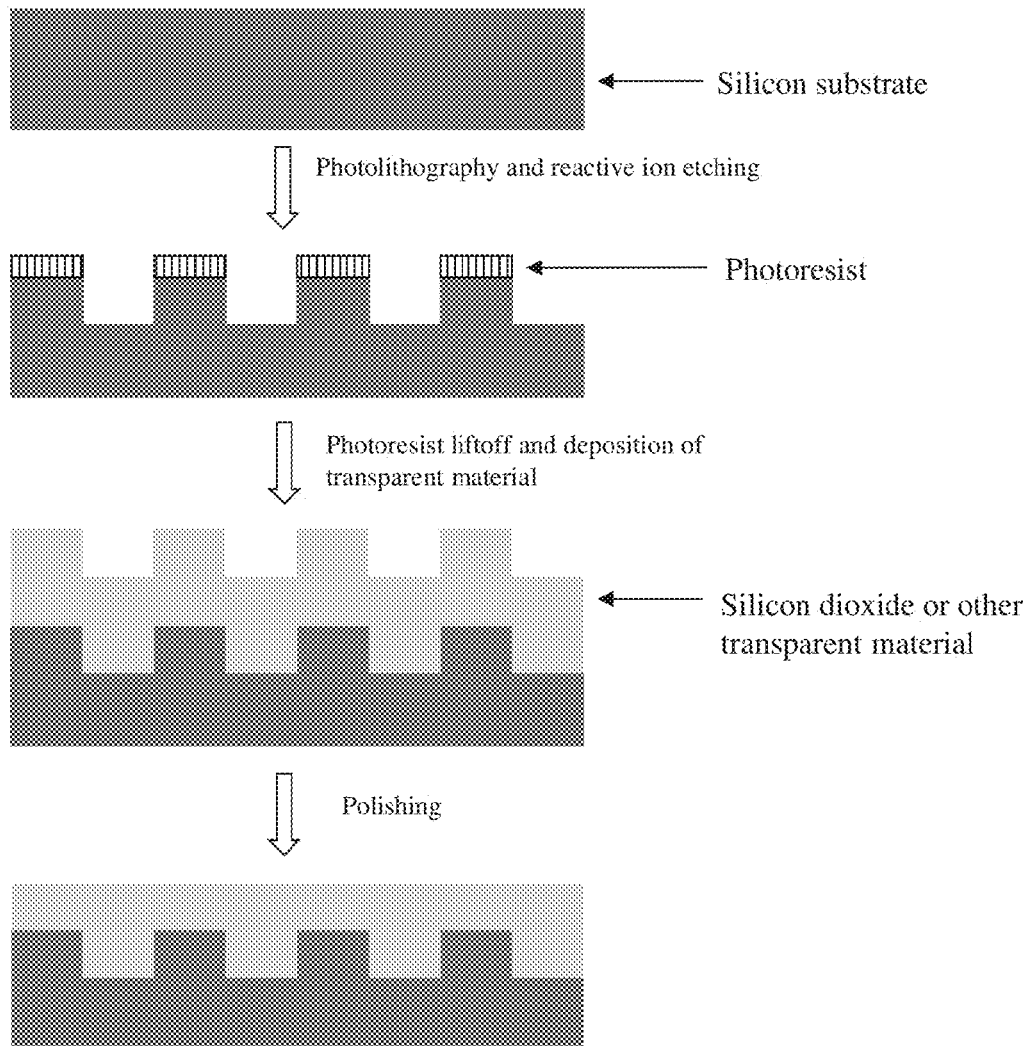 Silicon substrate
Photolithography and reactive ion etching
Photoresist
Photoresist liftoff and deposition of
transparent material
Silicon dioxide or other
transparent material
Polishing